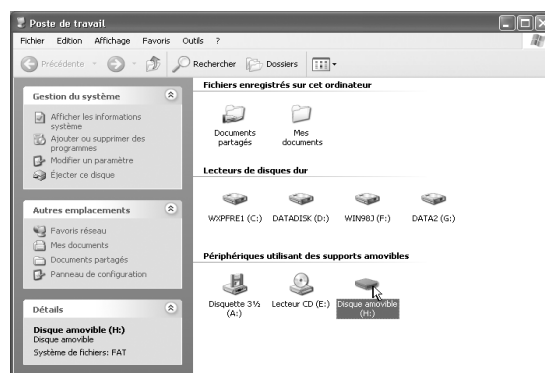 Poste de travail
Fichier Edition Affichage Favoris Outils ?
Précédente Rechercher Dossiers
Gestion du système
Afficher les informations
système
Ajouter ou supprimer des
programmes
Modifier un paramètre
Éjecter ce disque
Autres emplacements
Favoris réseau
Mes documents
Documents partagés
Panneau de configuration
Détails
Disque amovible (H:)
Disque amovible
Système de fichiers: FAT
Fichiers enregistrés sur cet ordinateur
Documents
partagés
Mes
documents
Lecteurs de disques dur
WXPFRE1 (C:) DATADISK (D:) WIN98J (F:) DATA2 (G:)
Périphériques utilisant des supports amovibles
Disquette 3½
(A:)
Lecteur CD (E:)
Disque amovible
(H:)